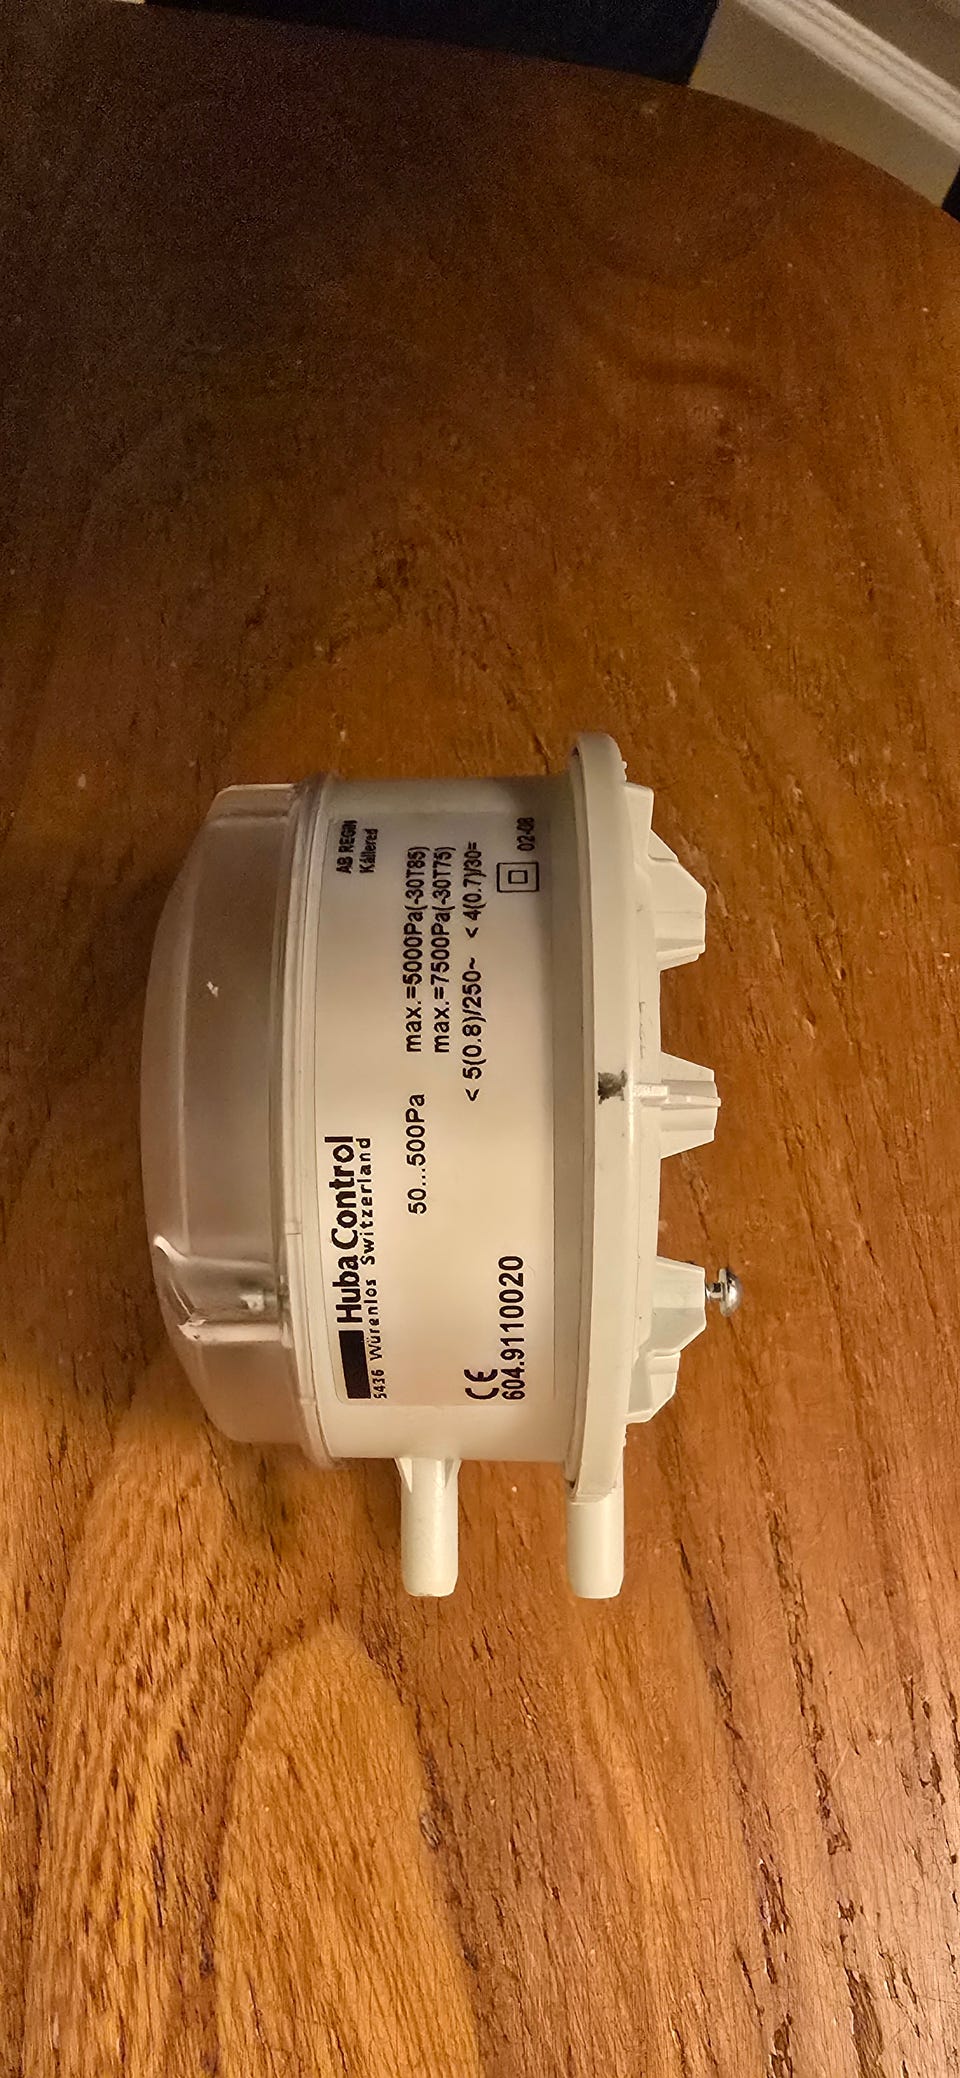 Huba Control
5436 Würenlos Switzerland
AB REGIN
Kållered
50...500Pa max.=5000Pa(-30T85)
max.=7500Pa(-30T75)
< 5(0.8)/250~ < 4(0.7)/30=
CE
604.9110020
02-08